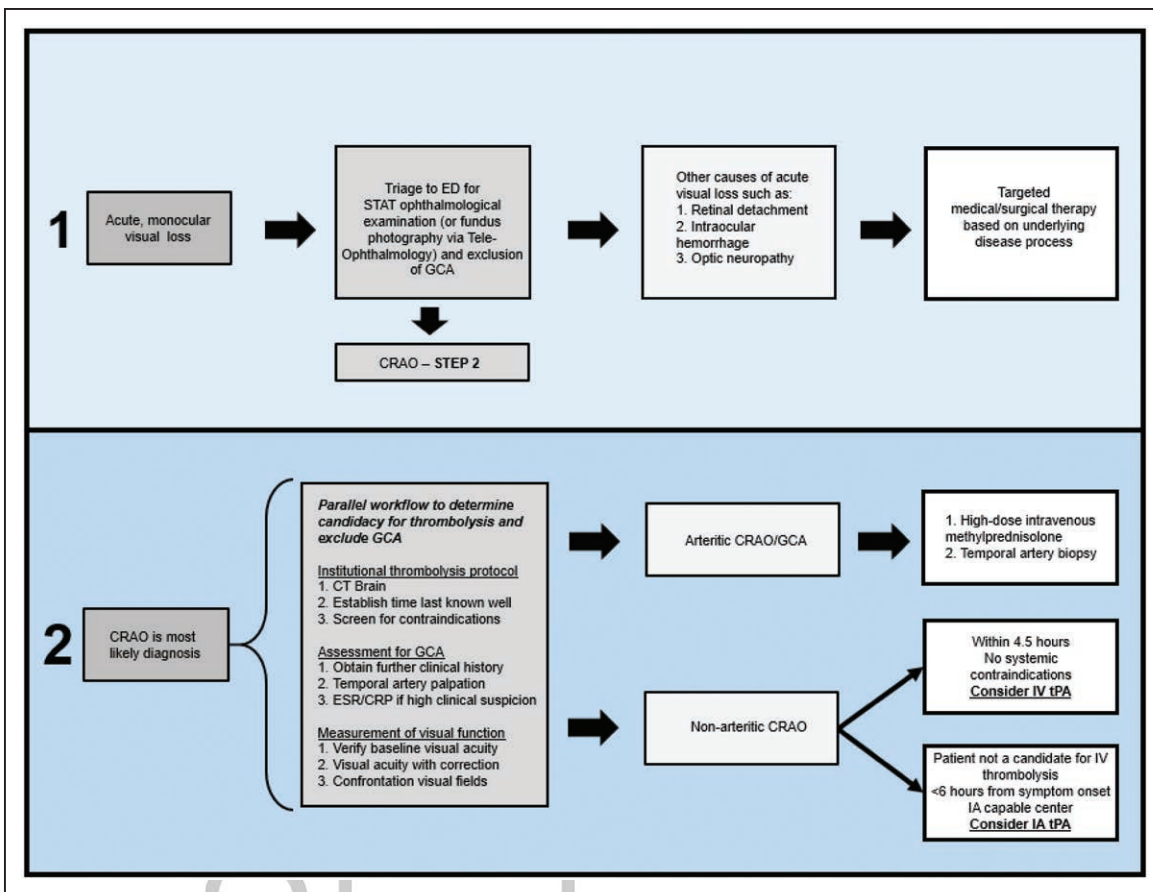 1
Acute, monocular
visual loss
Triage to ED for
STAT ophthalmological
examination (or fundus
photography via Tele-
Ophthalmology) and exclusion
of GCA
CRAO – STEP 2
Other causes of acute
visual loss such as:
1. Retinal detachment
2. Intraocular
hemorrhage
3. Optic neuropathy
Targeted
medical/surgical therapy
based on underlying
disease process
2
CRAO is most
likely diagnosis
Parallel workflow to determine
candidacy for thrombolysis and
exclude GCA
Institutional thrombolysis protocol
1. CT Brain
2. Establish time last known well
3. Screen for contraindications
Assessment for GCA
1. Obtain further clinical history
2. Temporal artery palpation
3. ESR/CRP if high clinical suspicion
Measurement of visual function
1. Verify baseline visual acuity
2. Visual acuity with correction
3. Confrontation visual fields
Arteritic CRAO/GCA
1. High-dose intravenous
methylprednisolone
2. Temporal artery biopsy
Non-arteritic CRAO
Within 4.5 hours
No systemic
contraindications
Consider IV tPA
Patient not a candidate for IV
thrombolysis
<6 hours from symptom onset
IA capable center
Consider IA tPA